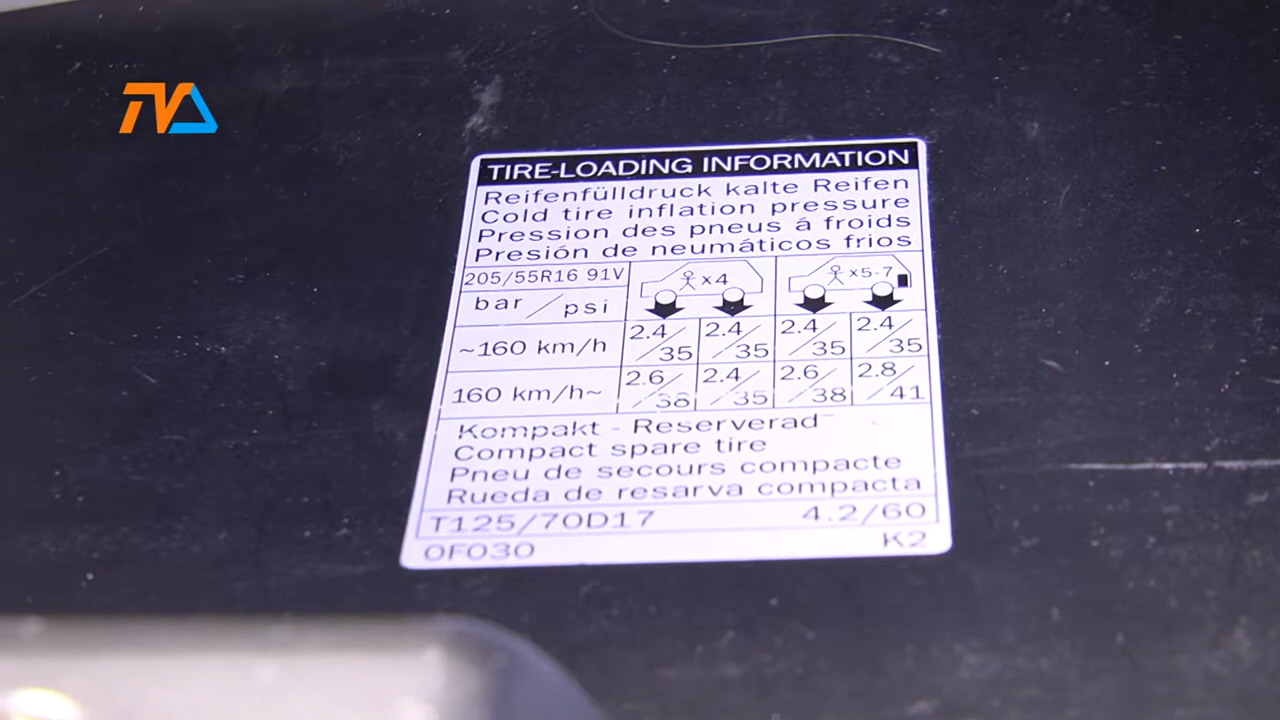 TVA
TIRE-LOADING INFORMATION
Reifenfülldruck kalte Reifen
Cold tire inflation pressure
Pression des pneus á froids
Presión de neumáticos frios
205/55R16 91V
x4
x5-7
bar / psi
~160 km/h 2.4/35 2.4/35 2.4/35 2.4/35
160 km/h~ 2.6/38 2.4/35 2.6/38 2.8/41
Kompakt - Reserverad
Compact spare tire
Pneu de secours compacte
Rueda de resarva compacta
T125/70D17 4.2/60
0F030 K2